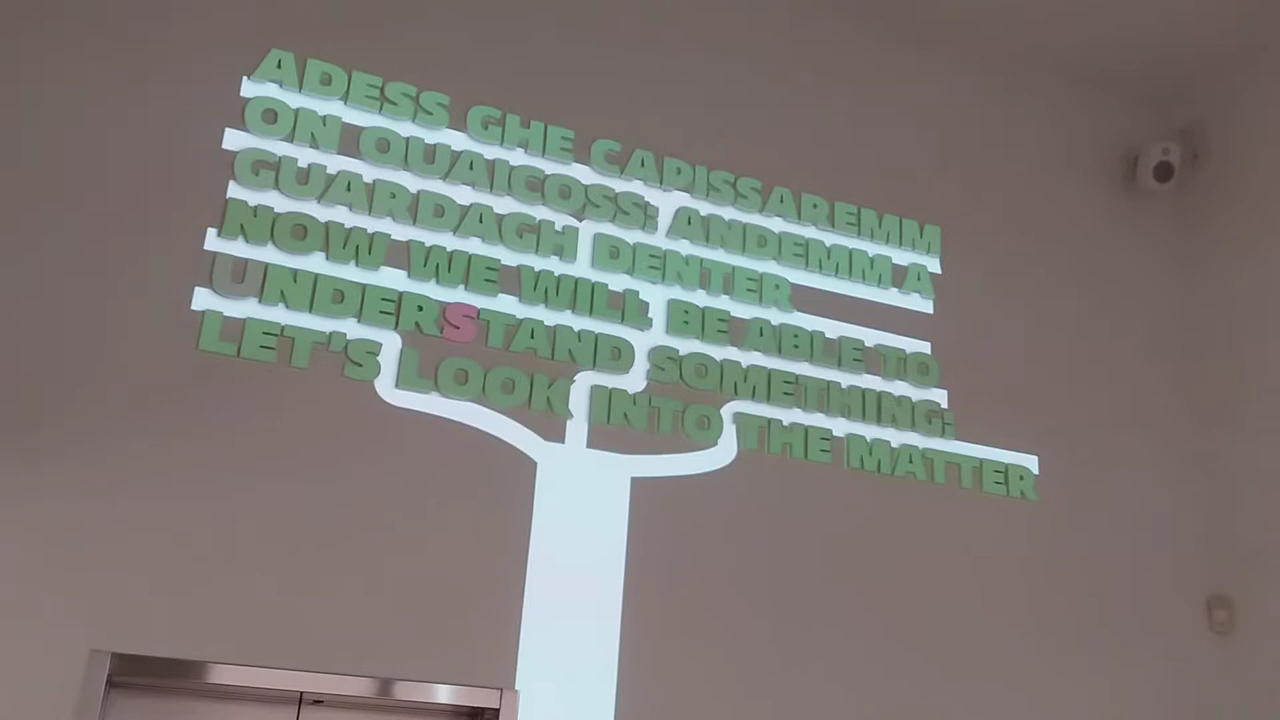 ADESS GHE CAPISSAREMM
ON QUAICOSS: ANDEMM A
GUARDAGH DENTER
NOW WE WILL BE ABLE TO
UNDERSTAND SOMETHING:
LET'S LOOK INTO THE MATTER